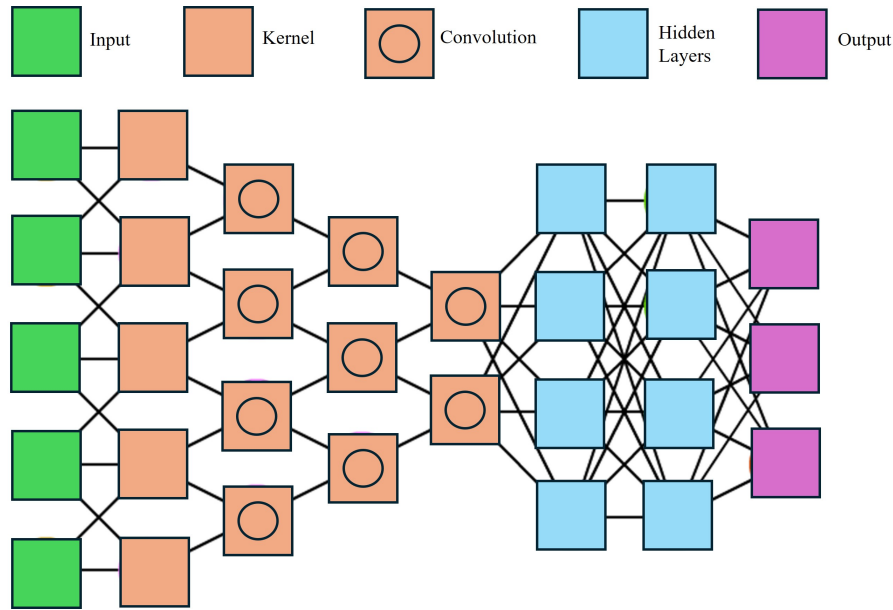 Input
Kernel
Convolution
Hidden
Layers
Output